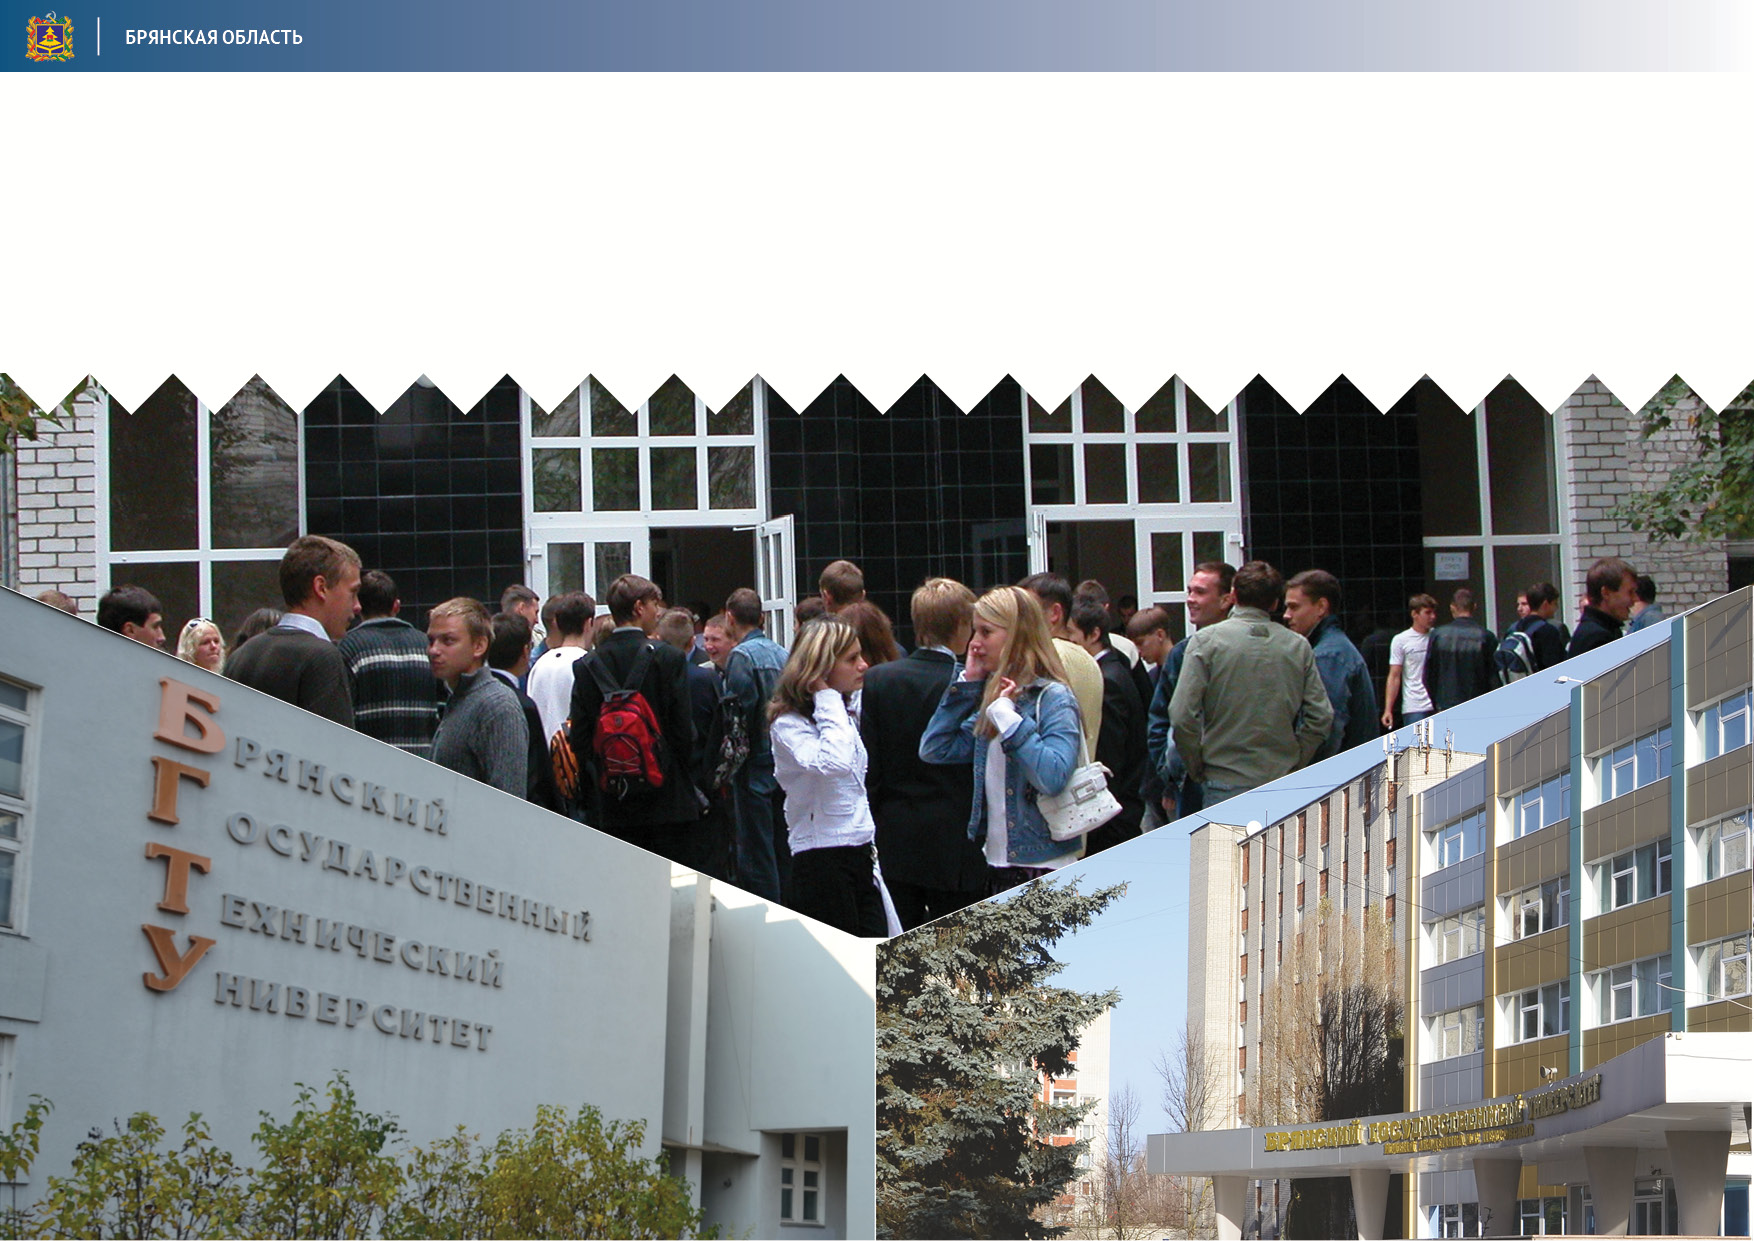 БРЯНСКАЯ ОБЛАСТЬ
БРЯНСКИЙ
ГОСУДАРСТВЕННЫЙ
ТЕХНИЧЕСКИЙ
УНИВЕРСИТЕТ
БРЯНСКИЙ ГОСУДАРСТВЕННЫЙ УНИВЕРСИТЕТ